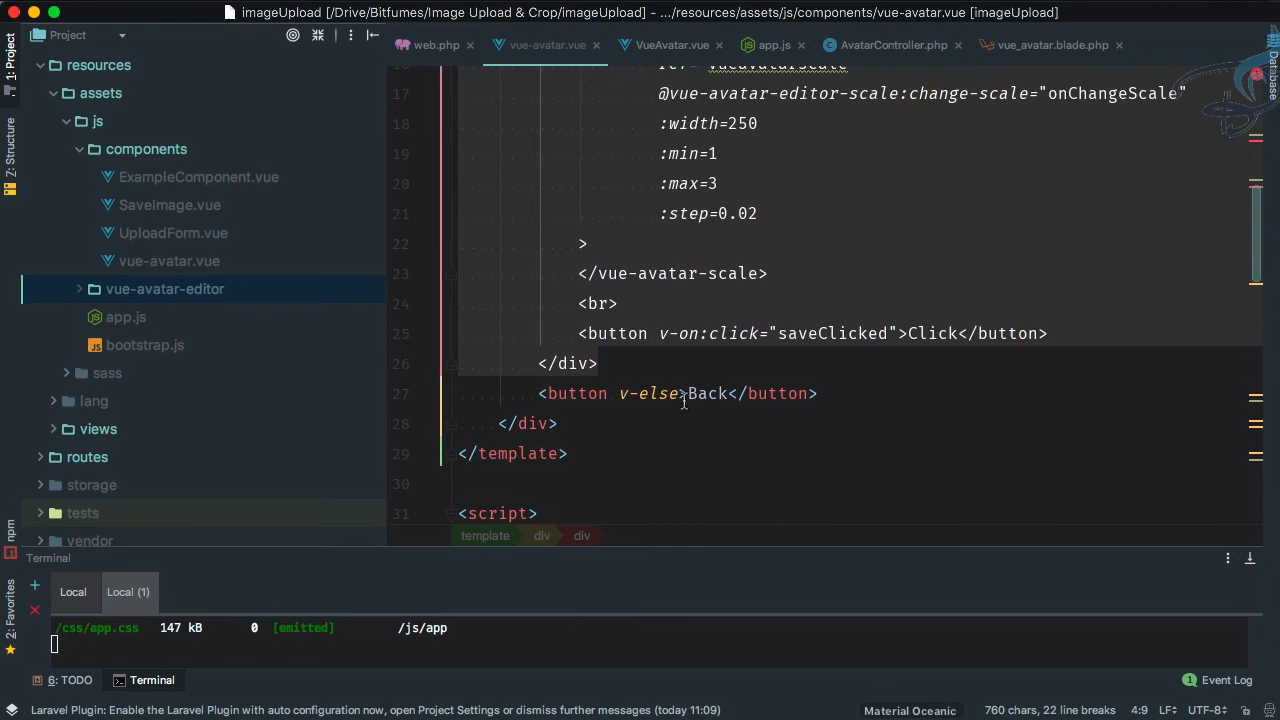 imageUpload [/Drive/Bitfumes/Image Upload & Crop/imageUpload] - .../resources/assets/js/components/vue-avatar.vue [imageUpload]
1: Project
Project
web.php
vue-avatar.vue
VueAvatar.vue
app.js
AvatarController.php
vue_avatar.blade.php
Database
Z: Structure
resources
assets
js
components
ExampleComponent.vue
SaveImage.vue
UploadForm.vue
vue-avatar.vue
vue-avatar-editor
app.js
bootstrap.js
sass
lang
views
routes
storage
tests
vendor
17 @vue-avatar-editor-scale:change-scale="onChangeScale"
18 :width=250
19 :min=1
20 :max=3
21 :step=0.02
22 >
23 </vue-avatar-scale>
24 <br>
25 <button v-on:click="saveClicked">Click</button>
26 </div>
27 <button v-else>Back</button>
28 </div>
29 </template>
30
31 <script>
template div div
npm
2: Favorites
Terminal
Local Local (1)
/css/app.css 147 kB 0 [emitted] /js/app
6: TODO Terminal
1 Event Log
Laravel Plugin: Enable the Laravel Plugin with auto configuration now, open Project Settings or dismiss further messages (today 11:09)
Material Oceanic 760 chars, 22 line breaks 4:9 LF UTF-8